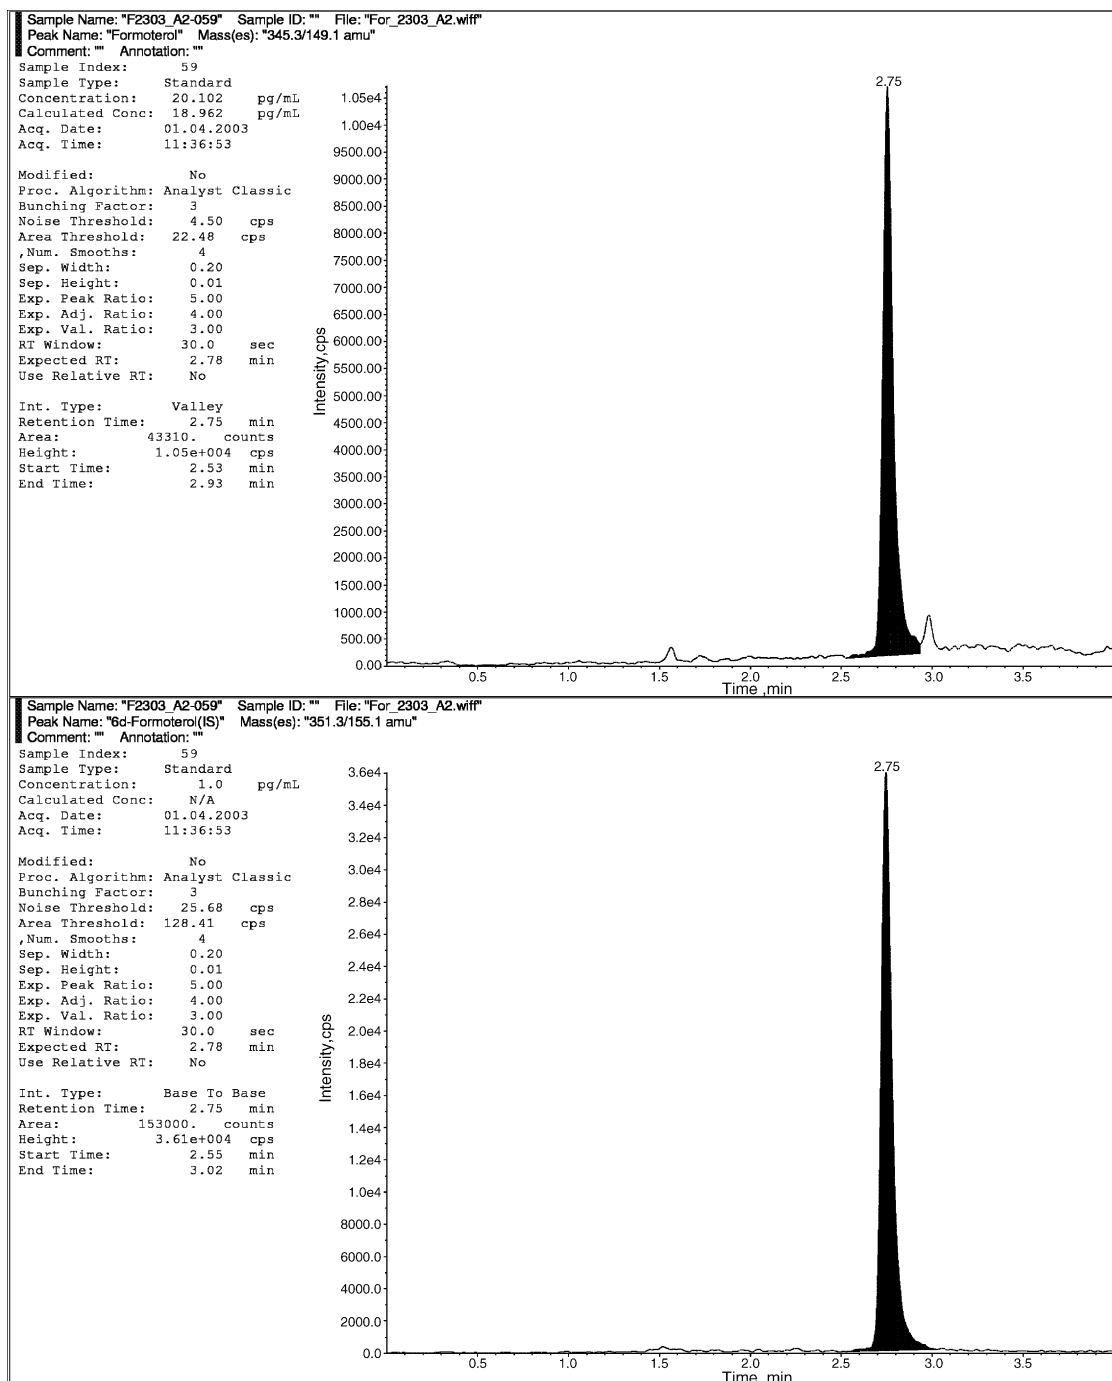 Sample Name: "F2303_A2-059" Sample ID: "" File: "For_2303_A2.wiff"
Peak Name: "Formoterol" Mass(es): "345.3/149.1 amu"
Comment: "" Annotation: ""
Sample Index: 59
Sample Type: Standard
Concentration: 20.102 pg/mL
Calculated Conc: 18.962 pg/mL
Acq. Date: 01.04.2003
Acq. Time: 11:36:53
Modified: No
Proc. Algorithm: Analyst Classic
Bunching Factor: 3
Noise Threshold: 4.50 cps
Area Threshold: 22.48 cps
,Num. Smooths: 4
Sep. Width: 0.20
Sep. Height: 0.01
Exp. Peak Ratio: 5.00
Exp. Adj. Ratio: 4.00
Exp. Val. Ratio: 3.00
RT Window: 30.0 sec
Expected RT: 2.78 min
Use Relative RT: No
Int. Type: Valley
Retention Time: 2.75 min
Area: 43310. counts
Height: 1.05e+004 cps
Start Time: 2.53 min
End Time: 2.93 min
2.75
1.05e4
1.00e4
9500.00
9000.00
8500.00
8000.00
7500.00
7000.00
6500.00
6000.00
5500.00
5000.00
4500.00
4000.00
3500.00
3000.00
2500.00
2000.00
1500.00
1000.00
500.00
0.00
Intensity,cps
0.5 1.0 1.5 2.0 2.5 3.0 3.5
Time ,min
Sample Name: "F2303_A2-059" Sample ID: "" File: "For_2303_A2.wiff"
Peak Name: "6d-Formoterol(IS)" Mass(es): "351.3/155.1 amu"
Comment: "" Annotation: ""
Sample Index: 59
Sample Type: Standard
Concentration: 1.0 pg/mL
Calculated Conc: N/A
Acq. Date: 01.04.2003
Acq. Time: 11:36:53
Modified: No
Proc. Algorithm: Analyst Classic
Bunching Factor: 3
Noise Threshold: 25.68 cps
Area Threshold: 128.41 cps
,Num. Smooths: 4
Sep. Width: 0.20
Sep. Height: 0.01
Exp. Peak Ratio: 5.00
Exp. Adj. Ratio: 4.00
Exp. Val. Ratio: 3.00
RT Window: 30.0 sec
Expected RT: 2.78 min
Use Relative RT: No
Int. Type: Base To Base
Retention Time: 2.75 min
Area: 153000. counts
Height: 3.61e+004 cps
Start Time: 2.55 min
End Time: 3.02 min
2.75
3.6e4
3.4e4
3.2e4
3.0e4
2.8e4
2.6e4
2.4e4
2.2e4
2.0e4
1.8e4
1.6e4
1.4e4
1.2e4
1.0e4
8000.0
6000.0
4000.0
2000.0
0.0
Intensity,cps
0.5 1.0 1.5 2.0 2.5 3.0 3.5
Time, min